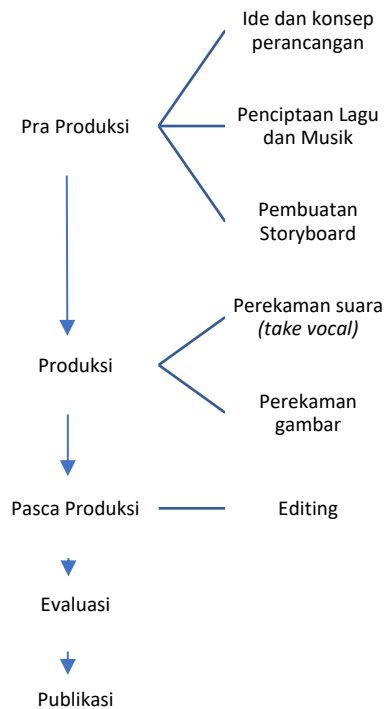 Ide dan konsep
perancangan
Pra Produksi
Penciptaan Lagu
dan Musik
Pembuatan
Storyboard
Perekaman suara
(take vocal)
Produksi
Perekaman
gambar
Pasca Produksi
Editing
Evaluasi
Publikasi